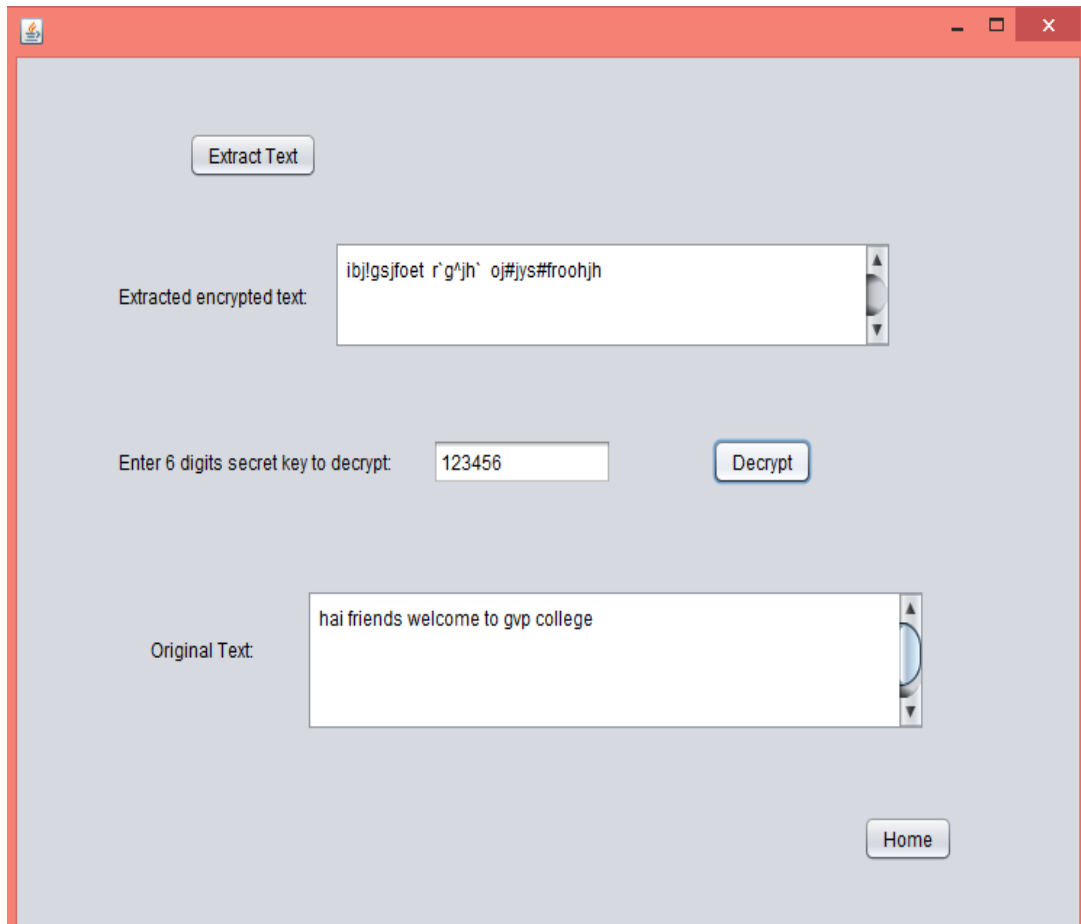 Extract Text
Extracted encrypted text:
ibj!gsjfoet r`g^jh` oj#jys#froohjh
Enter 6 digits secret key to decrypt:
123456
Decrypt
Original Text:
hai friends welcome to gvp college
Home